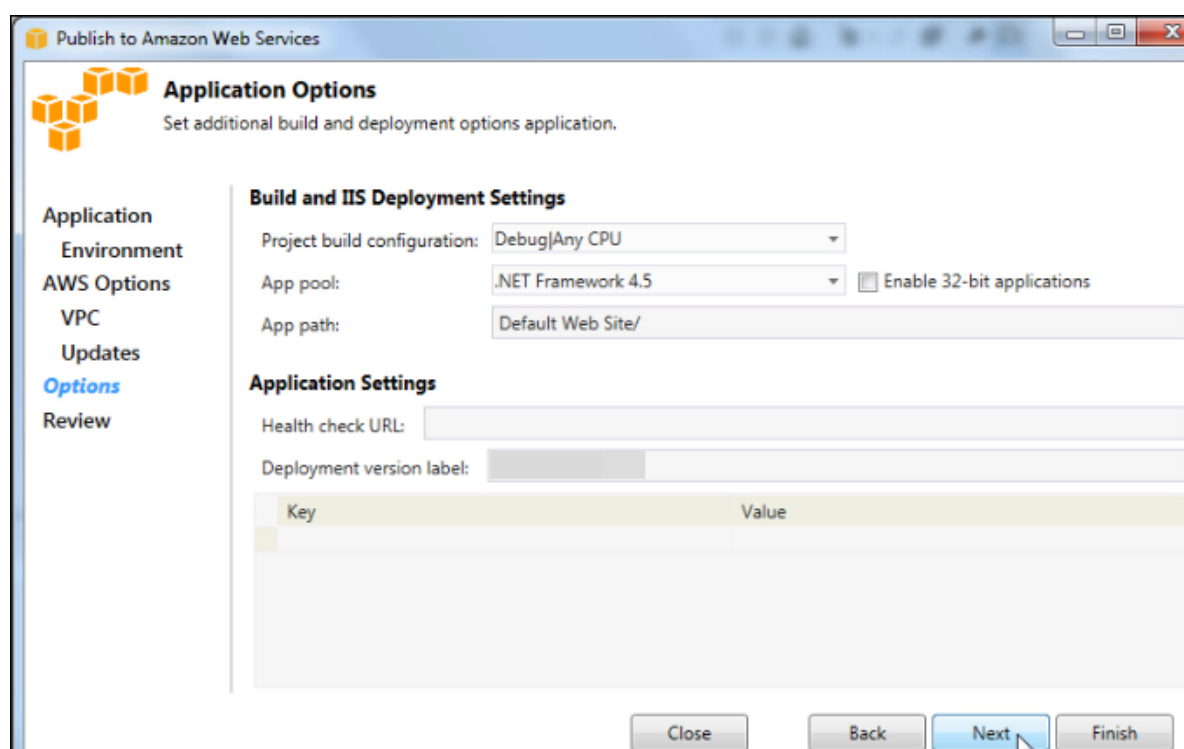 Publish to Amazon Web Services
Application Options
Set additional build and deployment options application.
Application
Environment
AWS Options
VPC
Updates
Options
Review
Build and IIS Deployment Settings
Project build configuration: Debug|Any CPU
App pool: .NET Framework 4.5 Enable 32-bit applications
App path: Default Web Site/
Application Settings
Health check URL:
Deployment version label:
Key Value
Close Back Next Finish